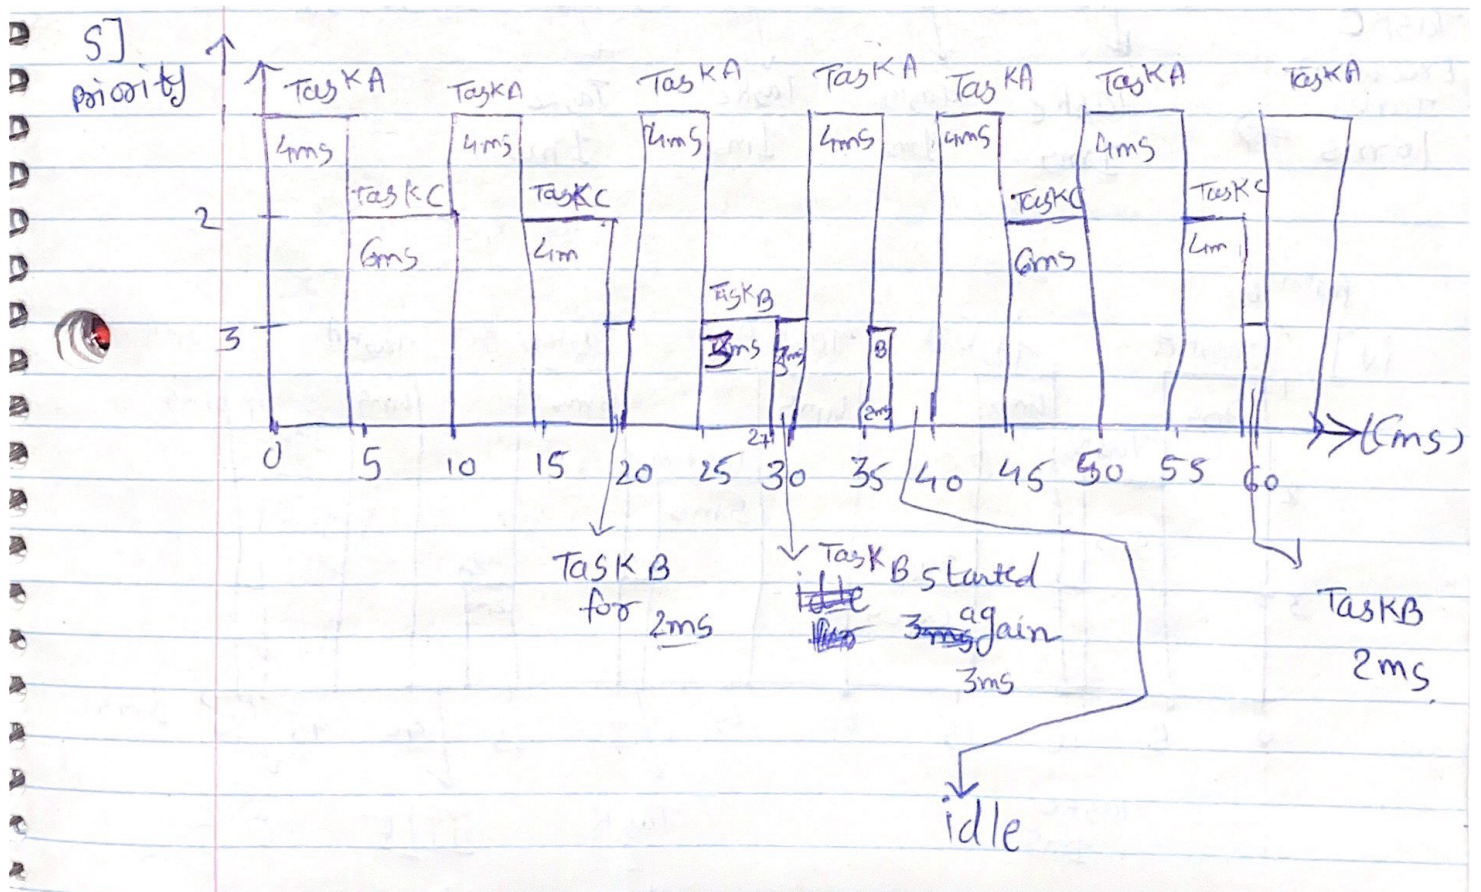 5]
Priority
TaskA TaskA TaskA TaskA TaskA TaskA TaskA
4ms 4ms 4ms 4ms 4ms 4ms
2 TaskC TaskC TaskC TaskC
6ms 4m 6ms 4m
3 TaskB B
3ms 3ms 2ms
27
0 5 10 15 20 25 30 35 40 45 50 55 60 (ms)
TASKB
for 2ms
TaskB started
again
3ms
TaskB
2ms.
idle